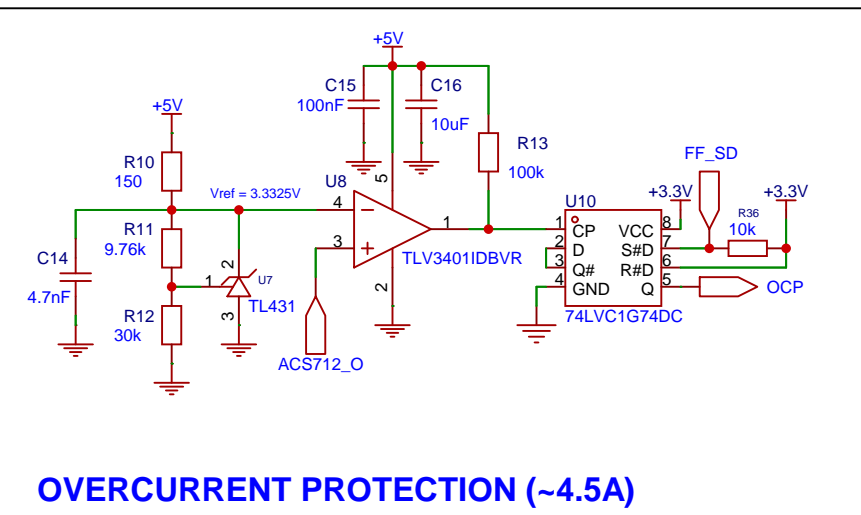 +5V
C15
100nF
C16
10uF
+5V
R13
100k
R10
150
FF_SD
Vref = 3.3325V
U8
5
+3.3V
+3.3V
4
R11
9.76k
1
U10
R36
10k
1
CP
VCC
8
2
D
S#D
7
3
Q#
R#D
6
4
GND
Q
5
OCP
74LVC1G74DC
3
TLV3401IDBVR
C14
4.7nF
2
1
U7
TL431
3
2
R12
30k
ACS712_O
OVERCURRENT PROTECTION (~4.5A)